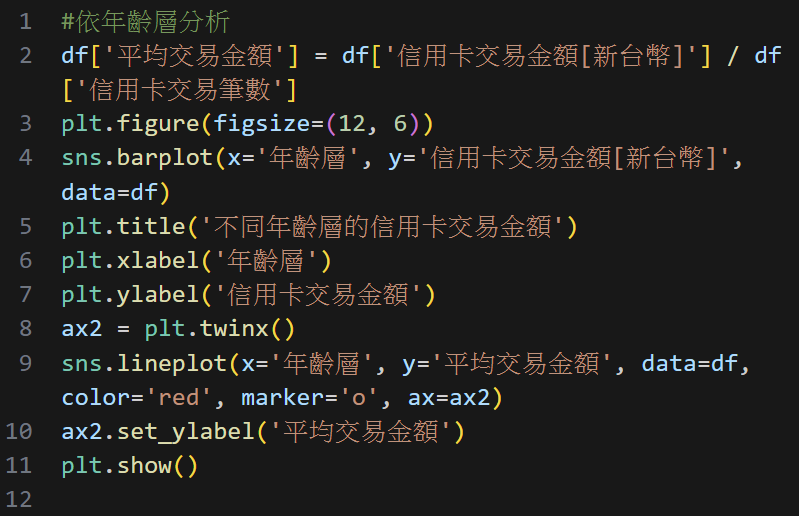 1 #依年齡層分析
2 df['平均交易金額'] = df['信用卡交易金額[新台幣]'] / df
['信用卡交易筆數']
3 plt.figure(figsize=(12, 6))
4 sns.barplot(x='年齡層', y='信用卡交易金額[新台幣]',
data=df)
5 plt.title('不同年齡層的信用卡交易金額')
6 plt.xlabel('年齡層')
7 plt.ylabel('信用卡交易金額')
8 ax2 = plt.twinx()
9 sns.lineplot(x='年齡層', y='平均交易金額', data=df,
color='red', marker='o', ax=ax2)
10 ax2.set_ylabel('平均交易金額')
11 plt.show()
12